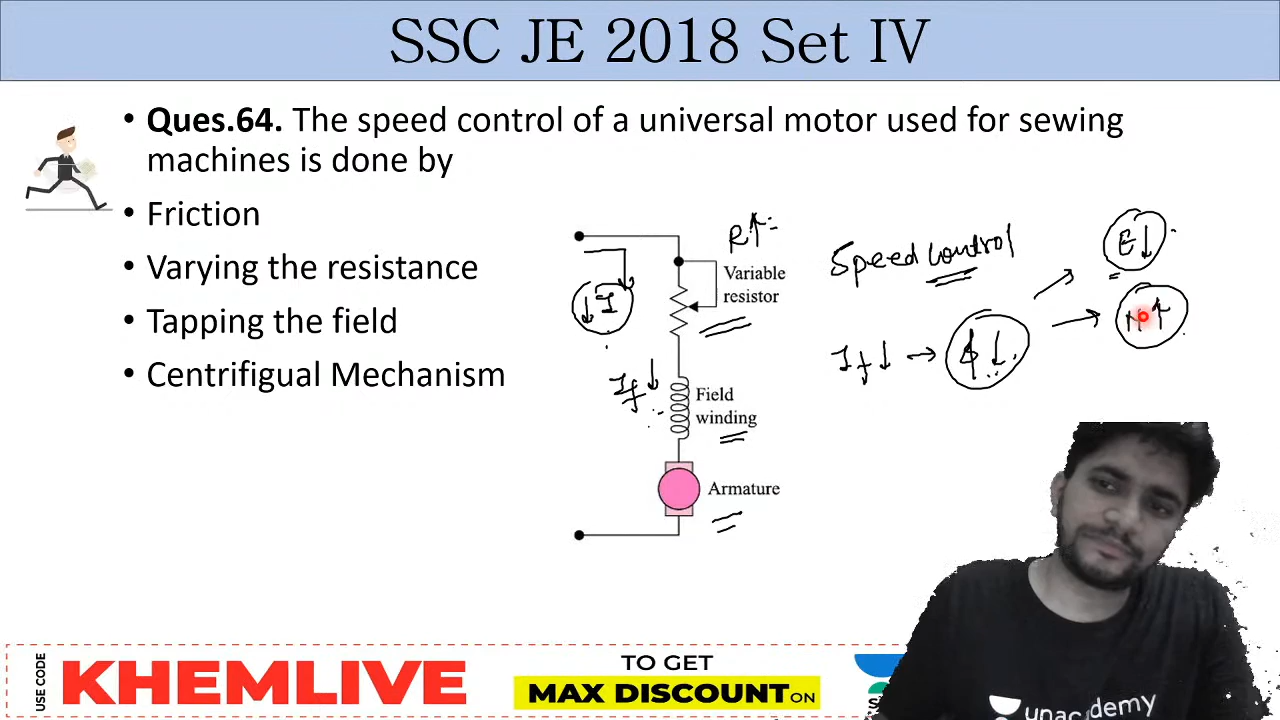 SSC JE 2018 Set IV
• Ques.64. The speed control of a universal motor used for sewing
machines is done by
• Friction
• Varying the resistance
• Tapping the field
• Centrifigual Mechanism
R↑
Variable
resistor
↓I
If↓
Field
winding
Armature
Speed control
If↓ → ϕ↓
E↓
N↑
USE CODE
KHEMLIVE
TO GET
MAX DISCOUNT ON
unacademy